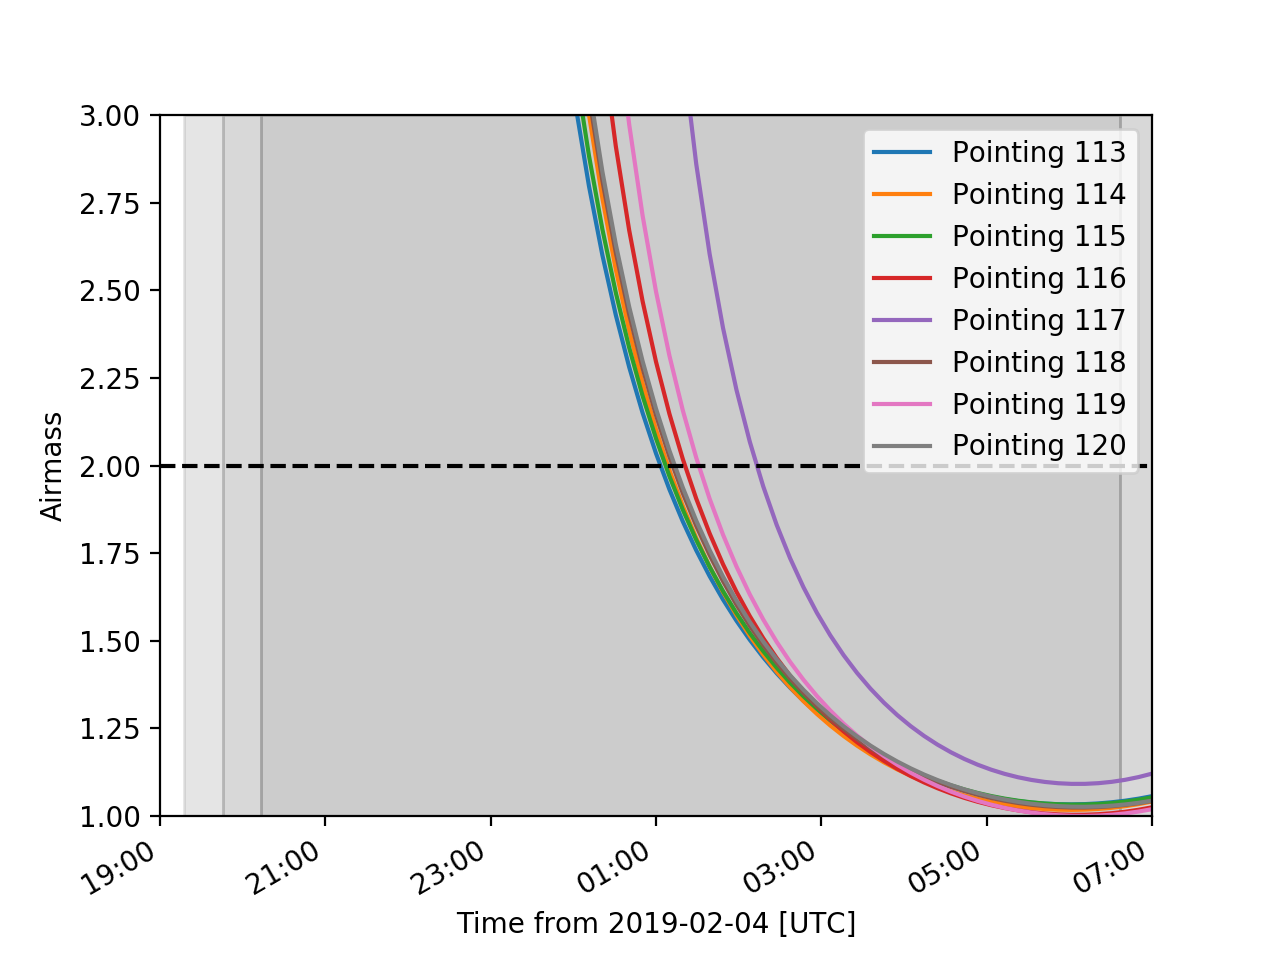 3.00
2.75
2.50
2.25
2.00
1.75
1.50
1.25
1.00
Airmass
Pointing 113
Pointing 114
Pointing 115
Pointing 116
Pointing 117
Pointing 118
Pointing 119
Pointing 120
19:00
21:00
23:00
01:00
03:00
05:00
07:00
Time from 2019-02-04 [UTC]